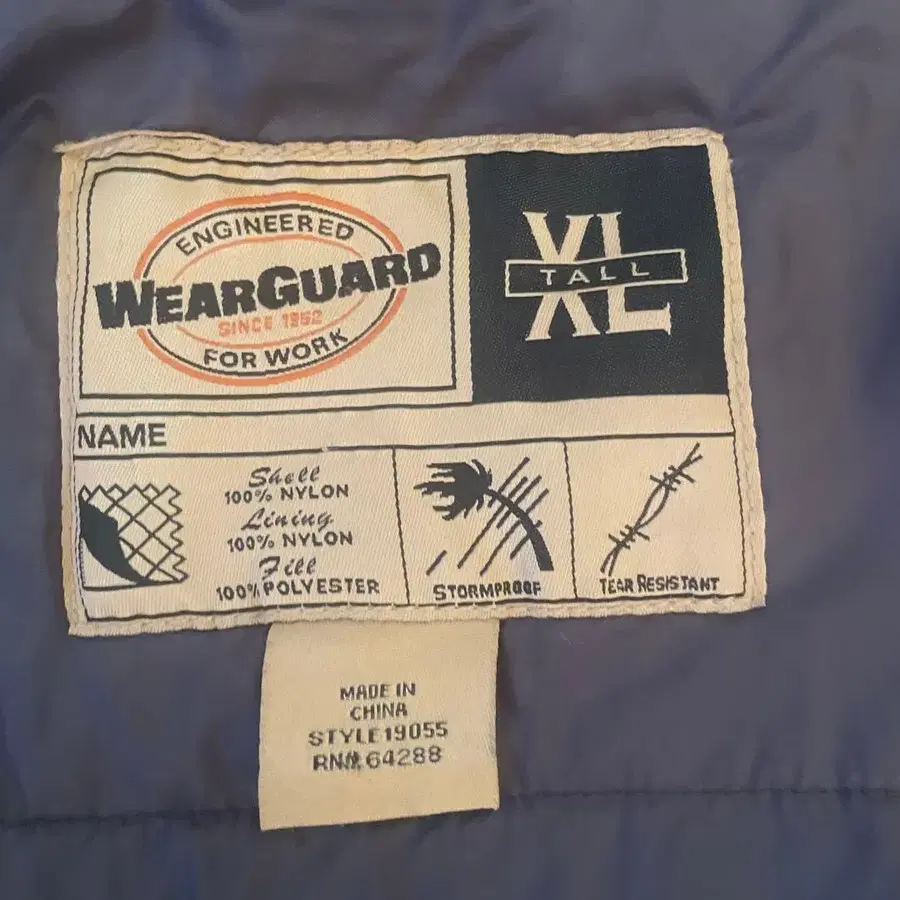 ENGINEERED
WEARGUARD
SINCE 1952
FOR WORK
XL
TALL
NAME
Shell
100% NYLON
Lining
100% NYLON
Fill
100% POLYESTER
STORMPROOF
TEAR RESISTANT
MADE IN
CHINA
STYLE 19055
RN# 64288